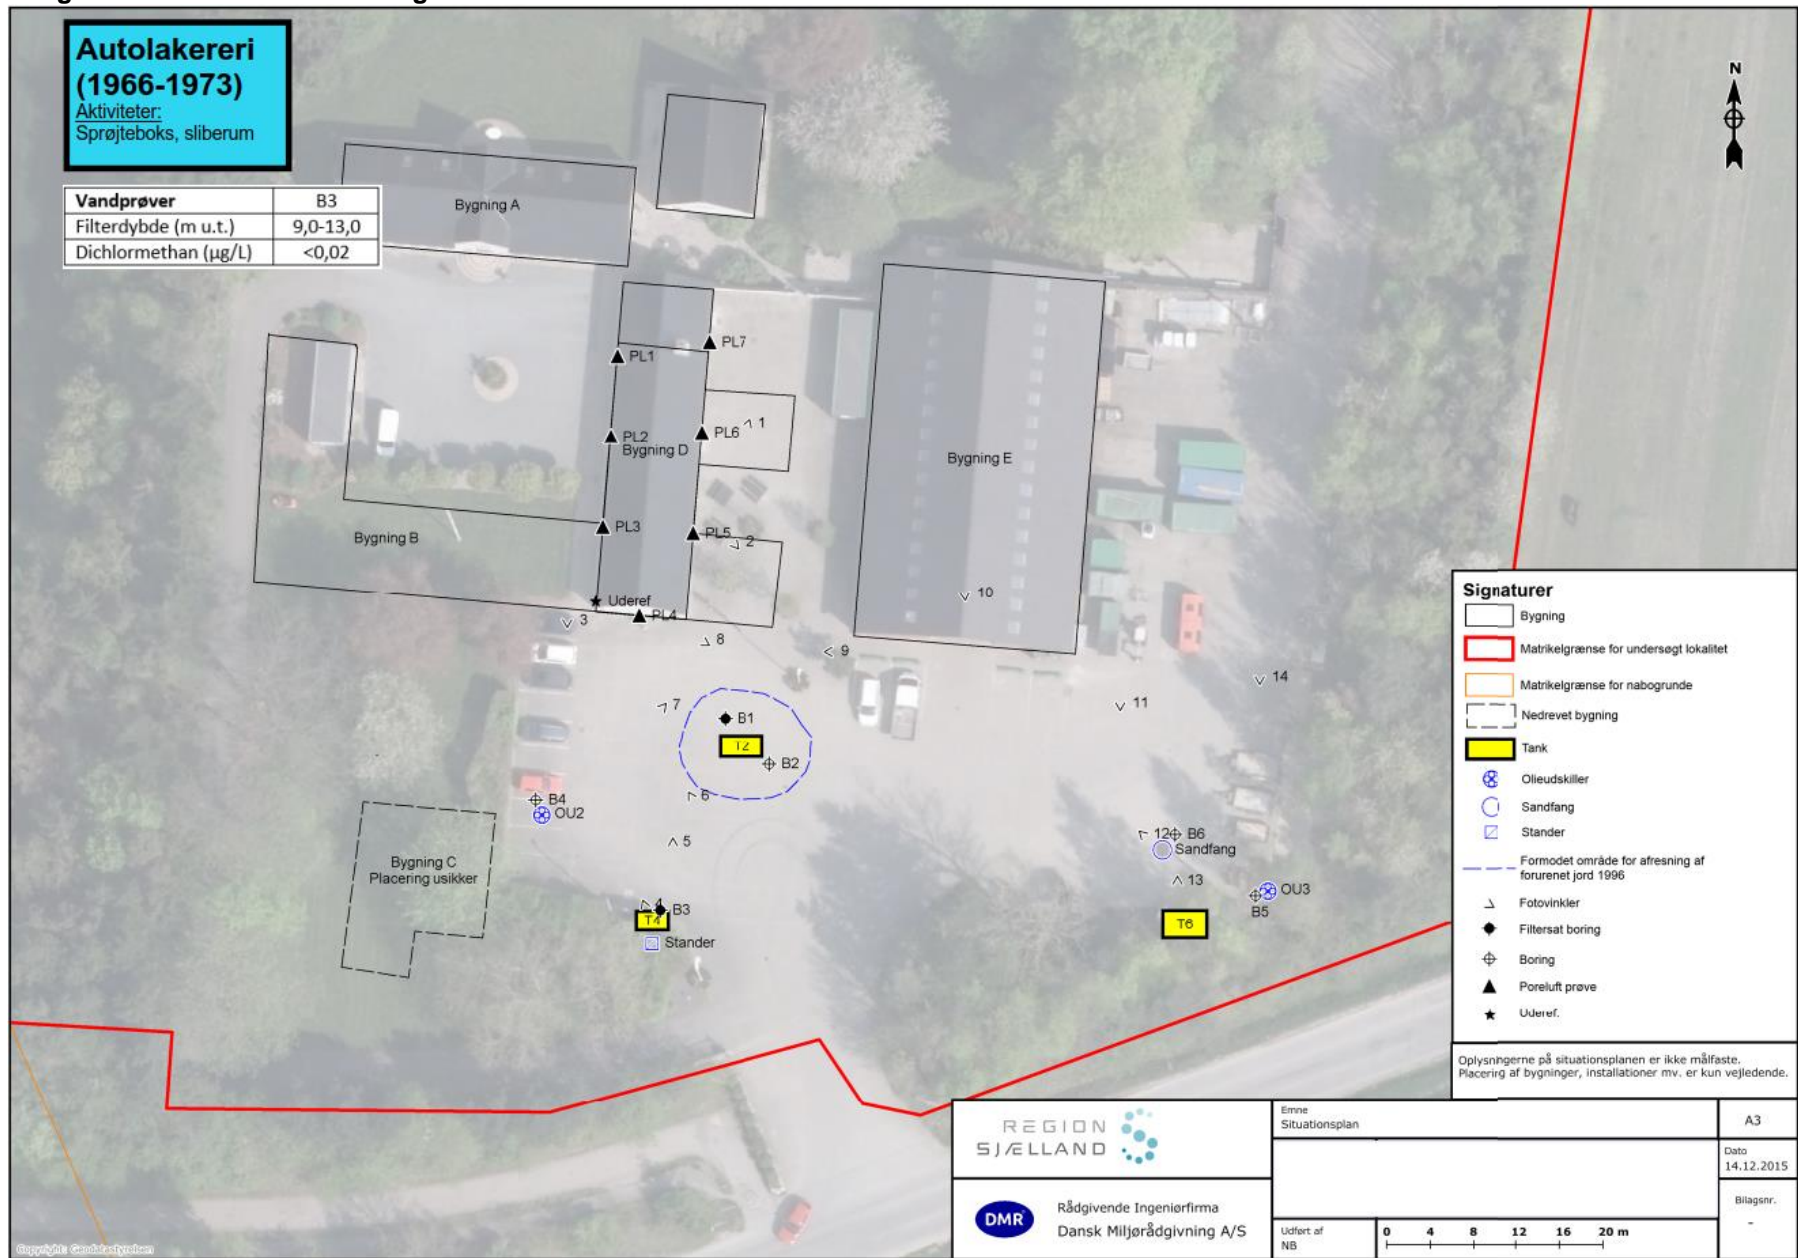 Autolakereri
(1966-1973)
Aktiviteter:
Sprøjteboks, sliberum
Vandprøver B3
Filterdybde (m u.t.) 9,0-13,0
Dichlormethan (µg/L) <0,02
N
Bygning A
PL7
PL1
1
PL6
PL2
Bygning D
Bygning E
PL3
PL5
2
Bygning B
10
Uderef
PL4
3
8
9
14
7
11
B1
T2
B2
6
B4
OU2
5
12 B6
Sandfang
Bygning C
Placering usikker
13
OU3
B5
4
B3
T4
T6
Stander
Signaturer
Bygning
Matrikelgrænse for undersøgt lokalitet
Matrikelgrænse for nabogrunde
Nedrevet bygning
Tank
Olieudskiller
Sandfang
Stander
Formodet område for afresning af
forurenet jord 1996
Fotovinkler
Filtersat boring
Boring
Poreluft prøve
Uderef.
Oplysningerne på situationsplanen er ikke målfaste.
Placering af bygninger, installationer mv. er kun vejledende.
REGION
SJÆLLAND
Emne
Situationsplan
A3
Dato
14.12.2015
DMR
Rådgivende Ingeniørfirma
Dansk Miljørådgivning A/S
Bilagsnr.
-
Udført af
NB
0 4 8 12 16 20 m
Copyright: Geodatastyrelsen